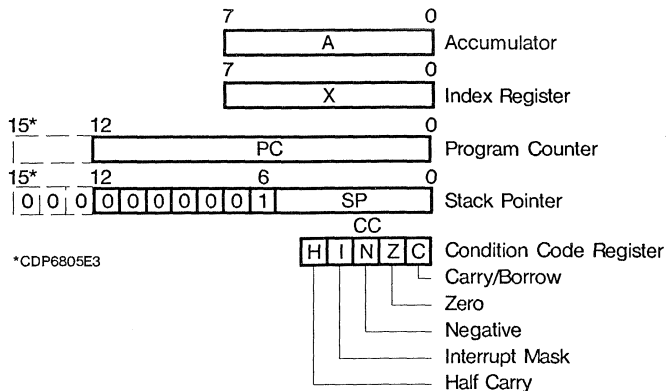 7 0
A Accumulator
7 0
X Index Register
15* 12 0
PC Program Counter
15* 12 6 0
0 0 0 0 0 0 0 0 0 1 SP Stack Pointer
CC
H I N Z C Condition Code Register
*CDP6805E3
Carry/Borrow
Zero
Negative
Interrupt Mask
Half Carry